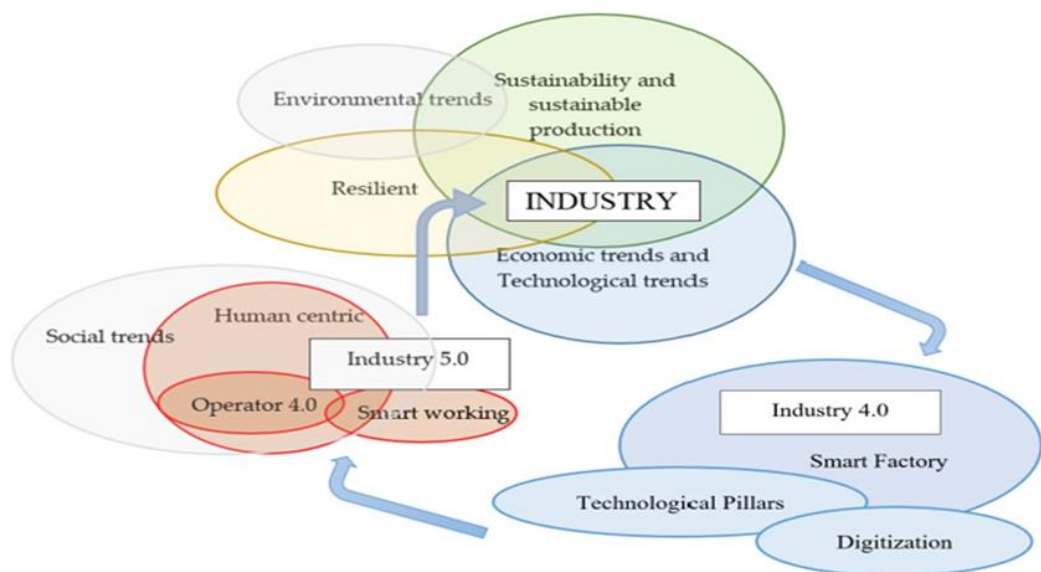 Environmental trends
Sustainability and
sustainable
production
Resilient
INDUSTRY
Economic trends and
Technological trends
Social trends
Human centric
Industry 5.0
Operator 4.0
Smart working
Industry 4.0
Smart Factory
Technological Pillars
Digitization